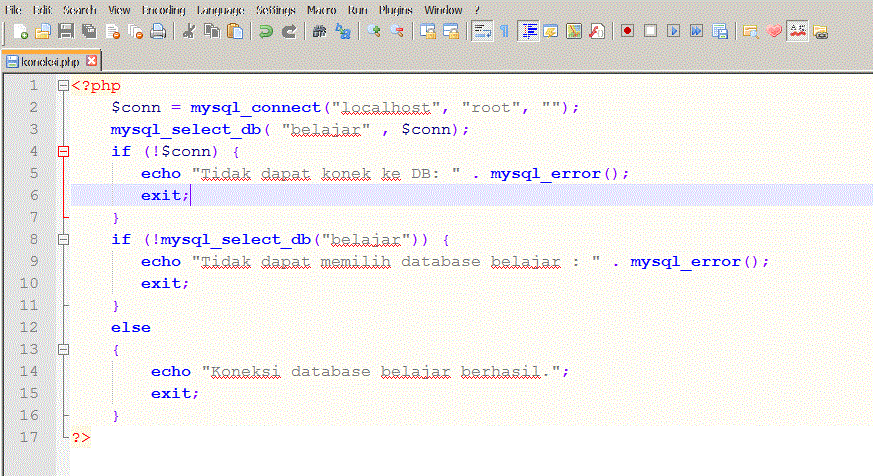 File Edit Search View Encoding Language Settings Macro Run Plugins Window ?
koneksi.php
1 <?php
2 $conn = mysql_connect("localhost", "root", "");
3 mysql_select_db( "belajar" , $conn);
4 if (!$conn) {
5 echo "Tidak dapat konek ke DB: " . mysql_error();
6 exit;
7 }
8 if (!mysql_select_db("belajar")) {
9 echo "Tidak dapat memilih database belajar : " . mysql_error();
10 exit;
11 }
12 else
13 {
14 echo "Koneksi database belajar berhasil.";
15 exit;
16 }
17 ?>